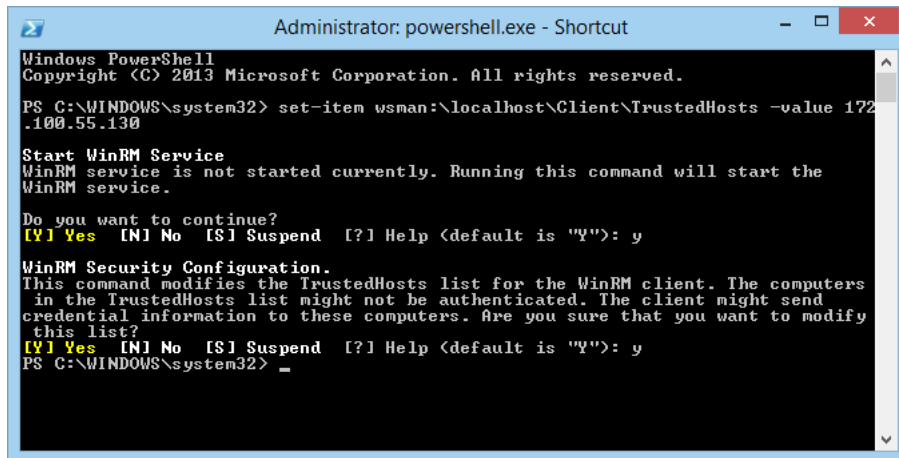 Administrator: powershell.exe - Shortcut
Windows PowerShell
Copyright (C) 2013 Microsoft Corporation. All rights reserved.
PS C:\WINDOWS\system32> set-item wsman:\localhost\Client\TrustedHosts -value 172
.100.55.130
Start WinRM Service
WinRM service is not started currently. Running this command will start the
WinRM service.
Do you want to continue?
[Y] Yes  [N] No  [S] Suspend  [?] Help (default is "Y"): y
WinRM Security Configuration.
This command modifies the TrustedHosts list for the WinRM client. The computers
 in the TrustedHosts list might not be authenticated. The client might send
credential information to these computers. Are you sure that you want to modify
 this list?
[Y] Yes  [N] No  [S] Suspend  [?] Help (default is "Y"): y
PS C:\WINDOWS\system32> _